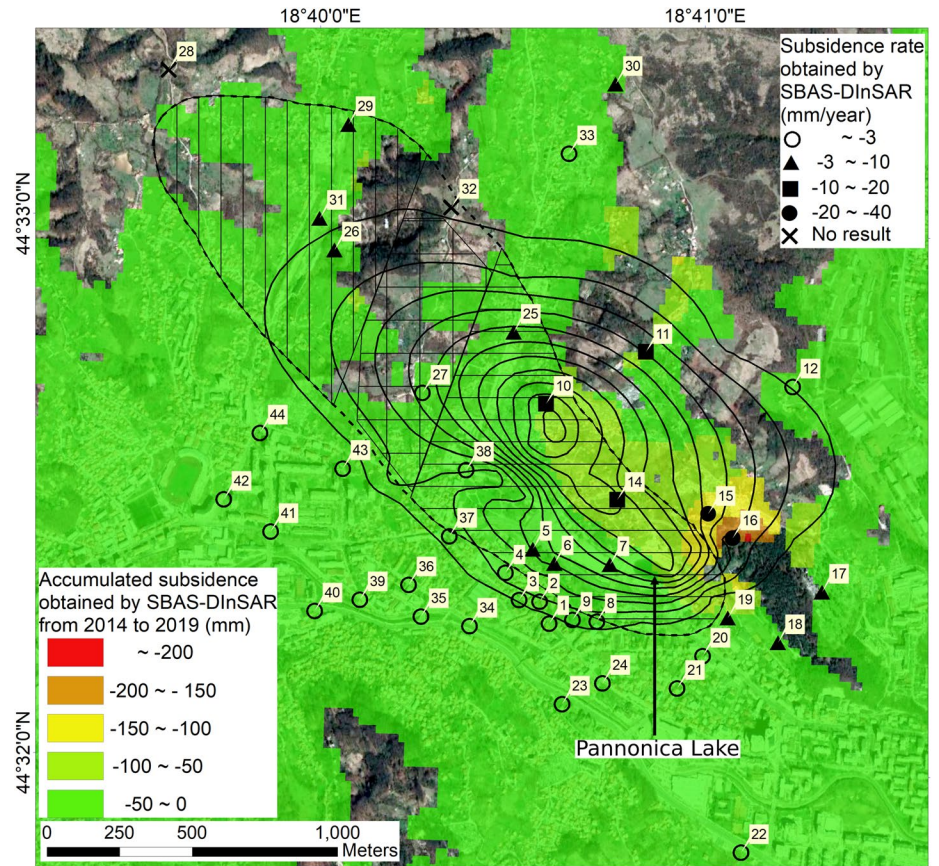 18°40'0"E
18°41'0"E
44°33'0"N
44°32'0"N
Subsidence rate
obtained by
SBAS-DInSAR
(mm/year)
~ -3
-3 ~ -10
-10 ~ -20
-20 ~ -40
No result
28
30
29
33
32
31
26
25
11
27
12
10
44
43
38
42
14
15
41
37
16
5
6
7
4
36
17
39
3
2
40
35
34
1
9
8
19
18
20
24
21
23
Pannonica Lake
22
Accumulated subsidence
obtained by SBAS-DInSAR
from 2014 to 2019 (mm)
~ -200
-200 ~ - 150
-150 ~ -100
-100 ~ -50
-50 ~ 0
0 250 500 1,000
Meters